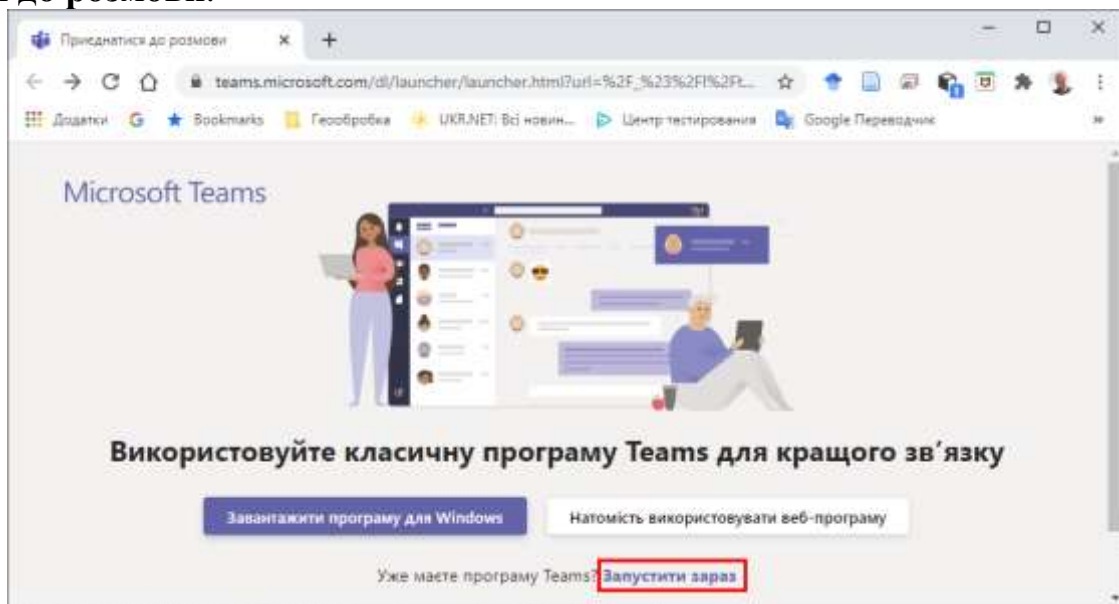 до розмови.
Приєднатися до розмови
teams.microsoft.com/dl/launcher/launcher.html?url=%2F_%23%2Fl%2Ft...
Додатки Bookmarks Геообробка UKR.NET: Всі новин... Центр тестирования Google Переводчик
Microsoft Teams
Використовуйте класичну програму Teams для кращого зв’язку
Завантажити програму для Windows Натомість використовувати веб-програму
Уже маєте програму Teams? Запустити зараз